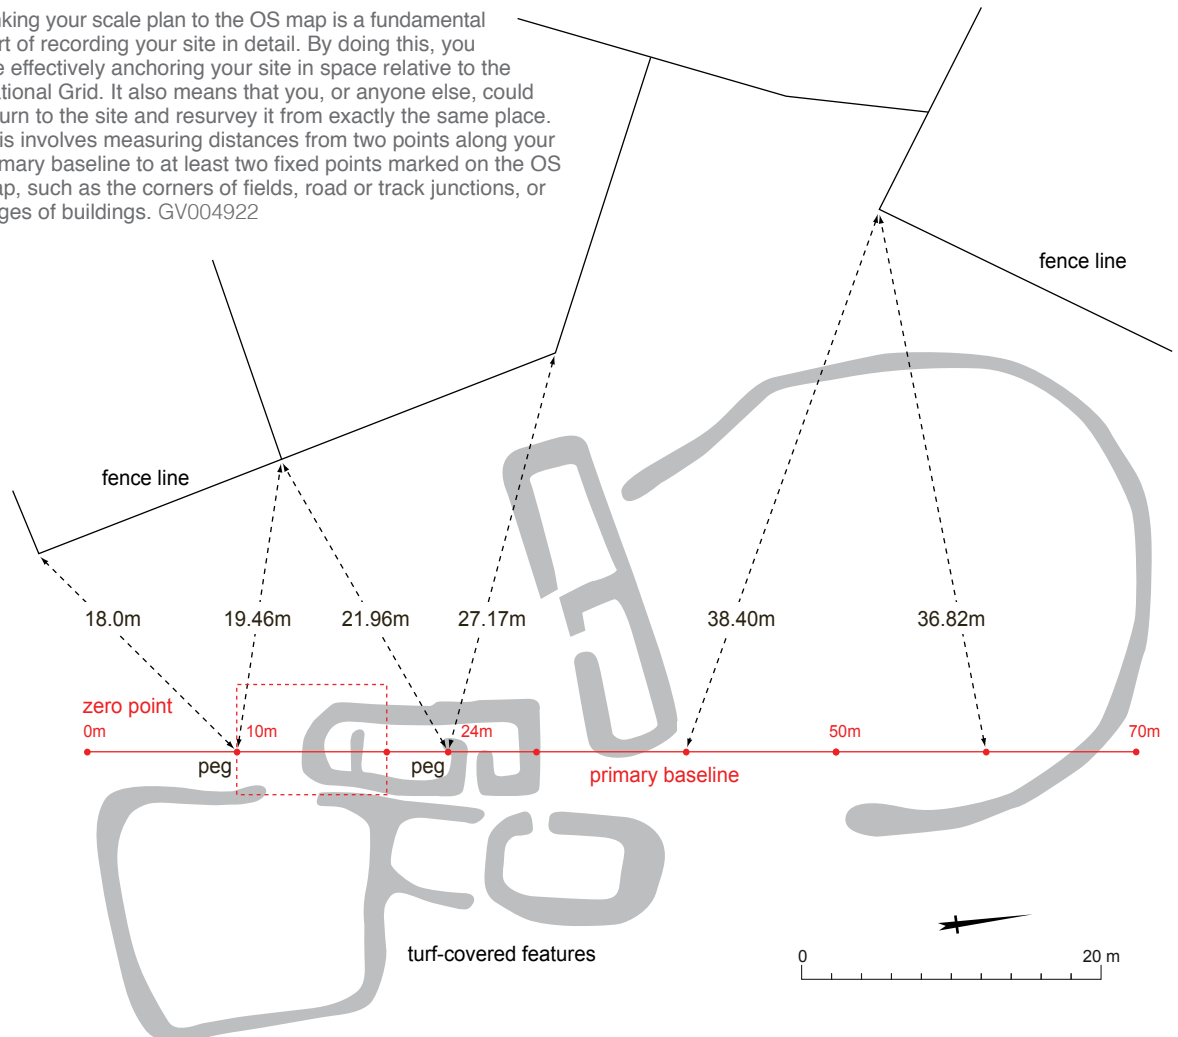 king your scale plan to the OS map is a fundamental
rt of recording your site in detail. By doing this, you
e effectively anchoring your site in space relative to the
tional Grid. It also means that you, or anyone else, could
urn to the site and resurvey it from exactly the same place.
is involves measuring distances from two points along your
mary baseline to at least two fixed points marked on the OS
ap, such as the corners of fields, road or track junctions, or
ges of buildings. GV004922
fence line
fence line
18.0m 19.46m 21.96m 27.17m 38.40m 36.82m
zero point
0m 10m 24m 50m 70m
peg peg primary baseline
turf-covered features
0 20 m